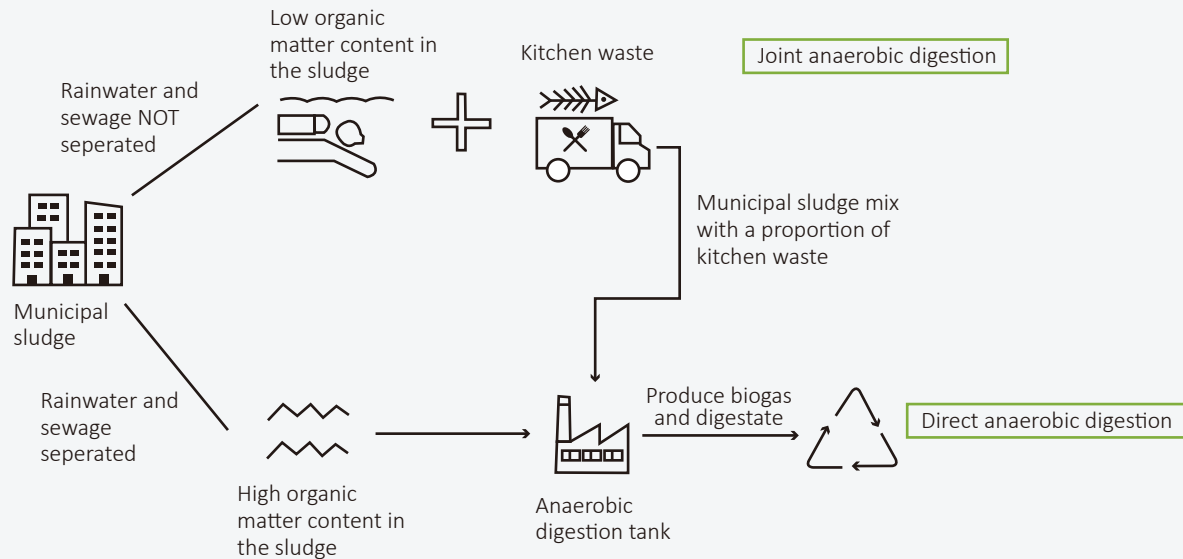 Low organic
matter content in
the sludge
Kitchen waste
Joint anaerobic digestion
Rainwater and
sewage NOT
seperated
Municipal sludge mix
with a proportion of
kitchen waste
Municipal
sludge
Rainwater and
sewage
seperated
High organic
matter content in
the sludge
Anaerobic
digestion tank
Produce biogas
and digestate
Direct anaerobic digestion